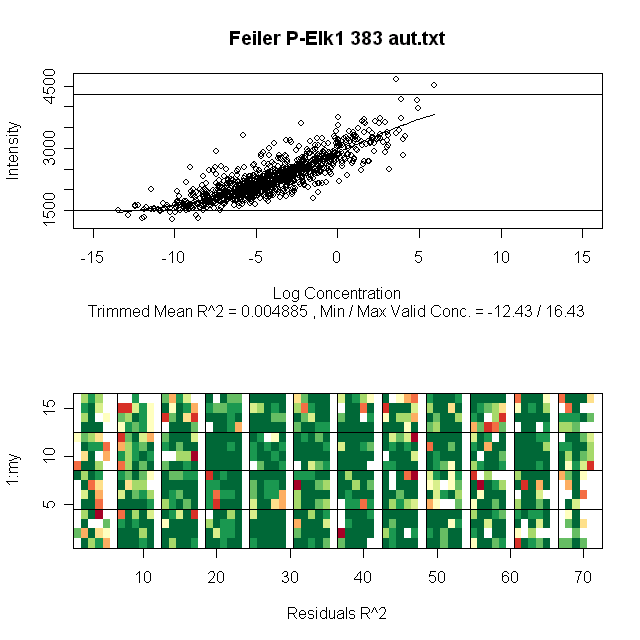 Feiler P-Elk1 383 aut.txt
4500
3000
1500
Intensity
-15 -10 -5 0 5 10 15
Log Concentration
Trimmed Mean R^2 = 0.004885 , Min / Max Valid Conc. = -12.43 / 16.43
15
10
5
1:my
10 20 30 40 50 60 70
Residuals R^2